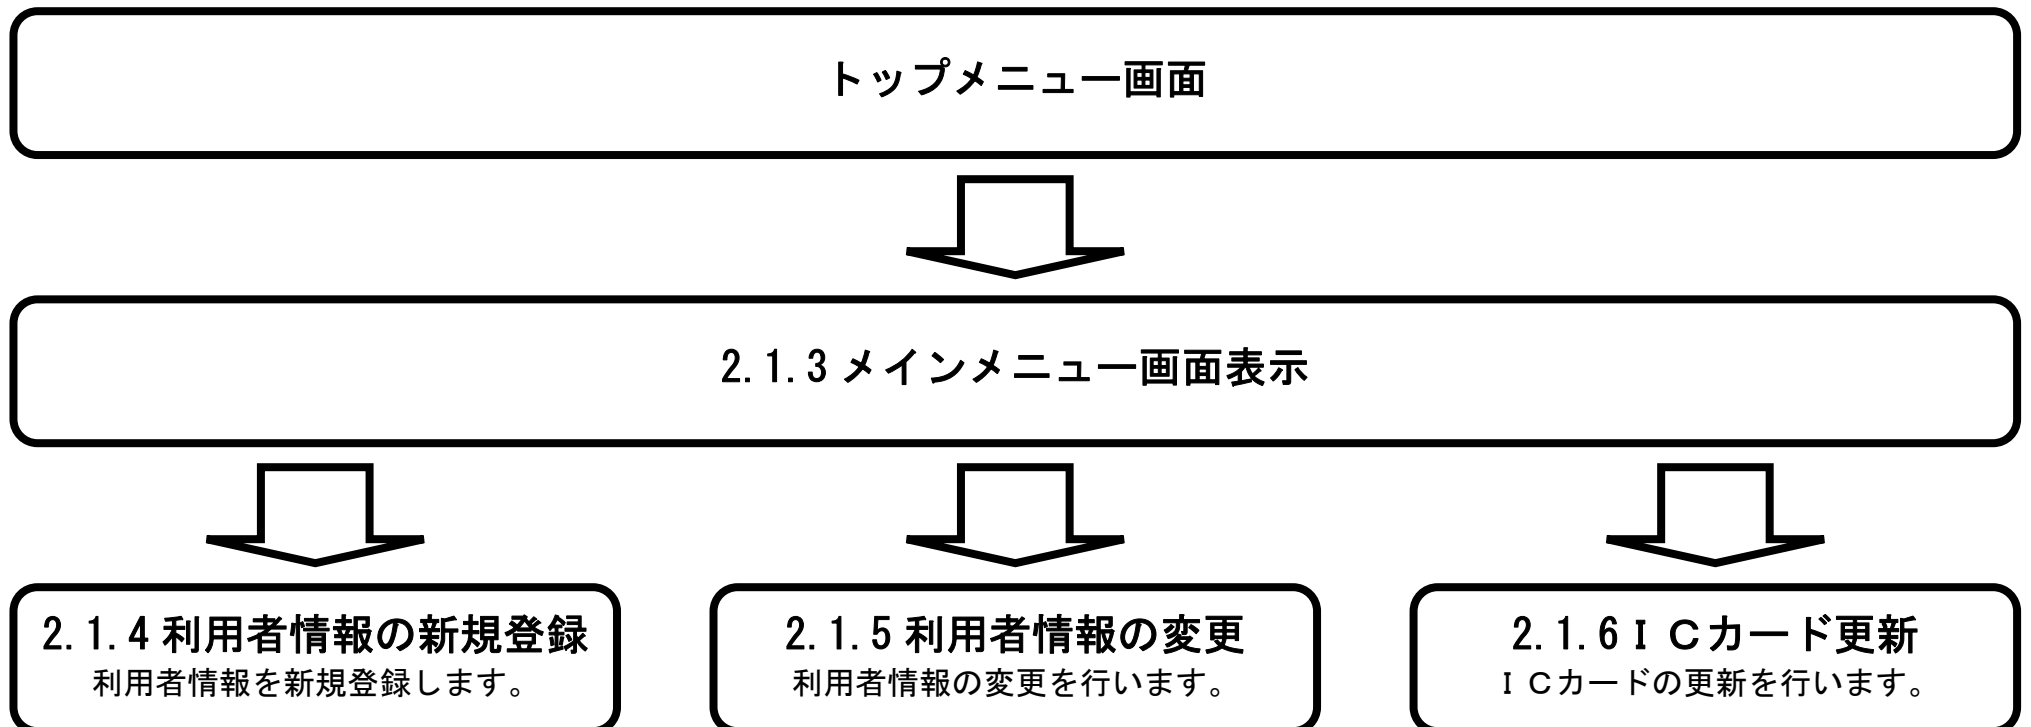 トップメニュー画面
2.1.3 メインメニュー画面表示
2.1.4 利用者情報の新規登録
利用者情報を新規登録します。
2.1.5 利用者情報の変更
利用者情報の変更を行います。
2.1.6 ＩＣカード更新
ＩＣカードの更新を行います。